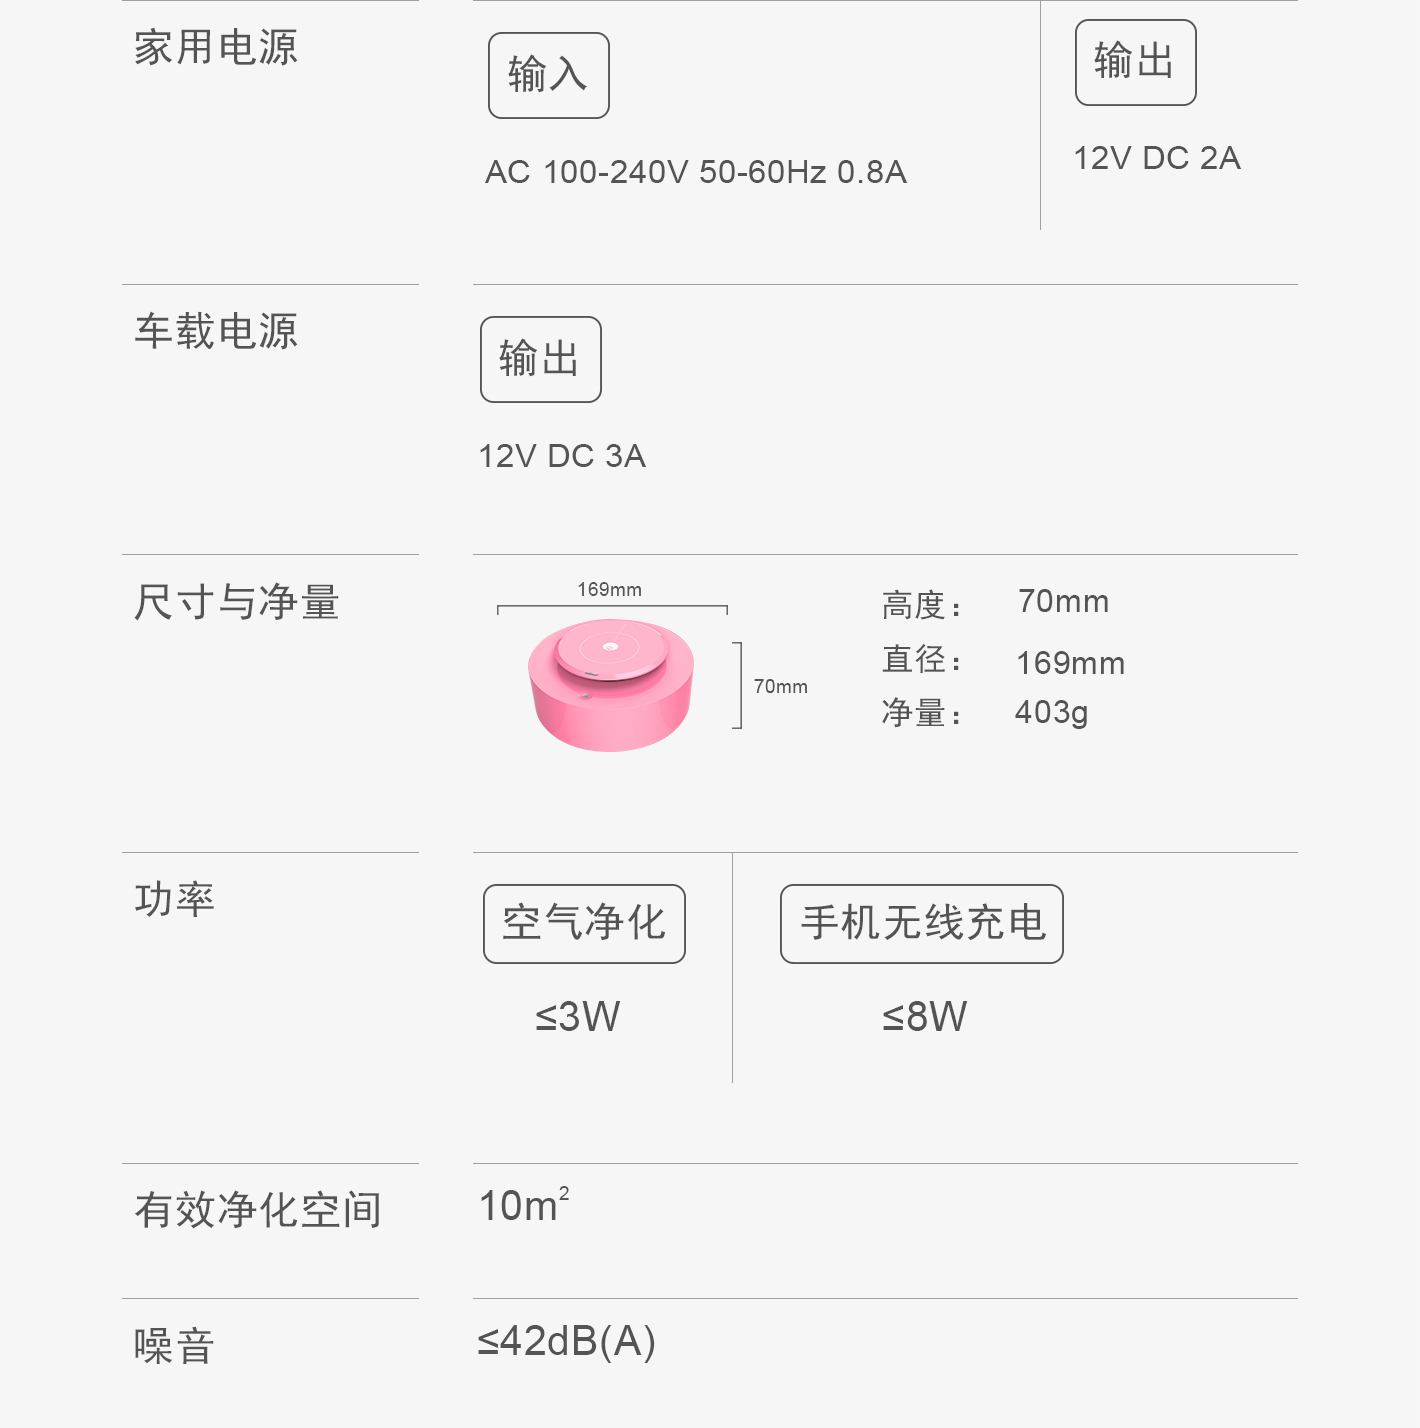 家用电源
输入
AC 100-240V 50-60Hz 0.8A
输出
12V DC 2A
车载电源
输出
12V DC 3A
尺寸与净量
169mm
70mm
高度： 70mm
直径： 169mm
净量： 403g
功率
空气净化
≤3W
手机无线充电
≤8W
有效净化空间
10m²
噪音
≤42dB(A)